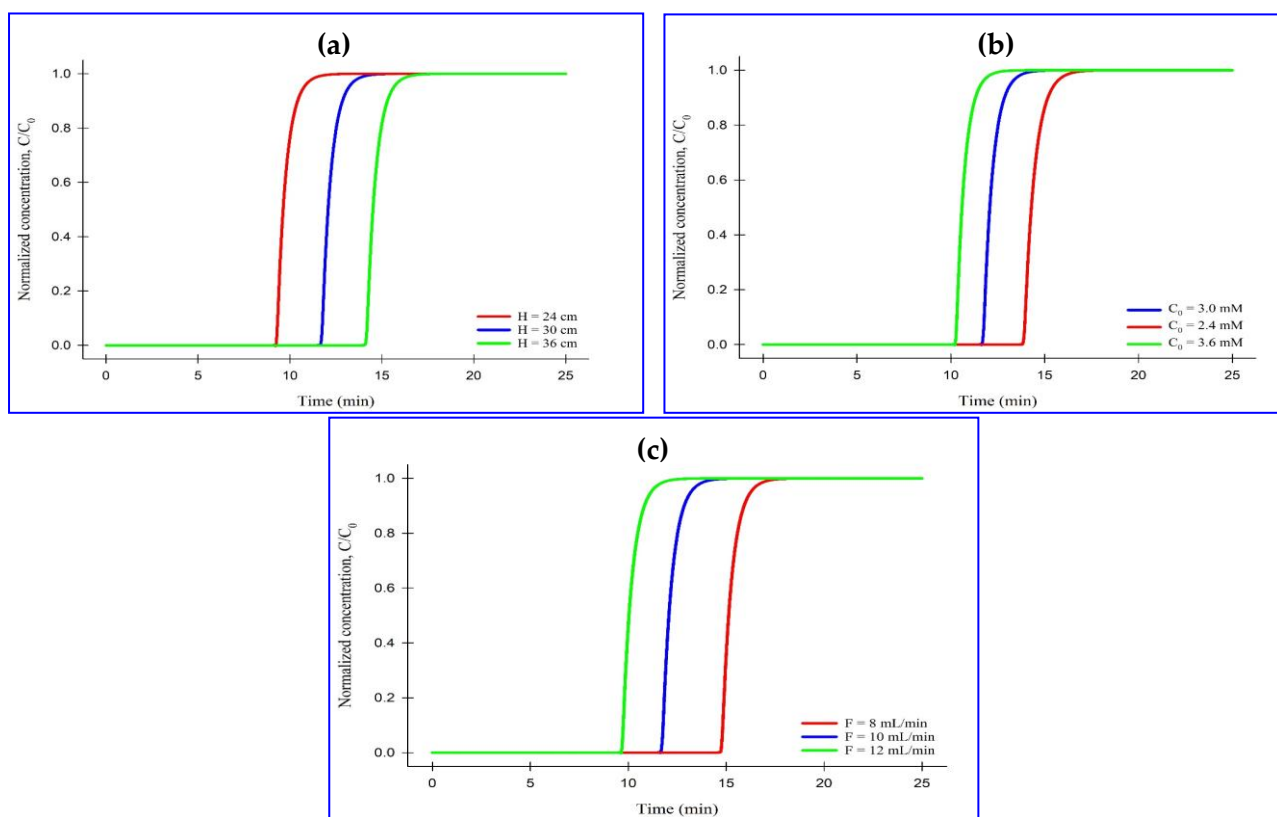 (a)
Normalized concentration, C/C₀
1.0
0.8
0.6
0.4
0.2
0.0
H = 24 cm
H = 30 cm
H = 36 cm
0 5 10 15 20 25
Time (min)
(b)
Normalized concentration, C/C₀
1.0
0.8
0.6
0.4
0.2
0.0
C₀ = 3.0 mM
C₀ = 2.4 mM
C₀ = 3.6 mM
0 5 10 15 20 25
Time (min)
(c)
Normalized concentration, C/C₀
1.0
0.8
0.6
0.4
0.2
0.0
F = 8 mL/min
F = 10 mL/min
F = 12 mL/min
0 5 10 15 20 25
Time (min)